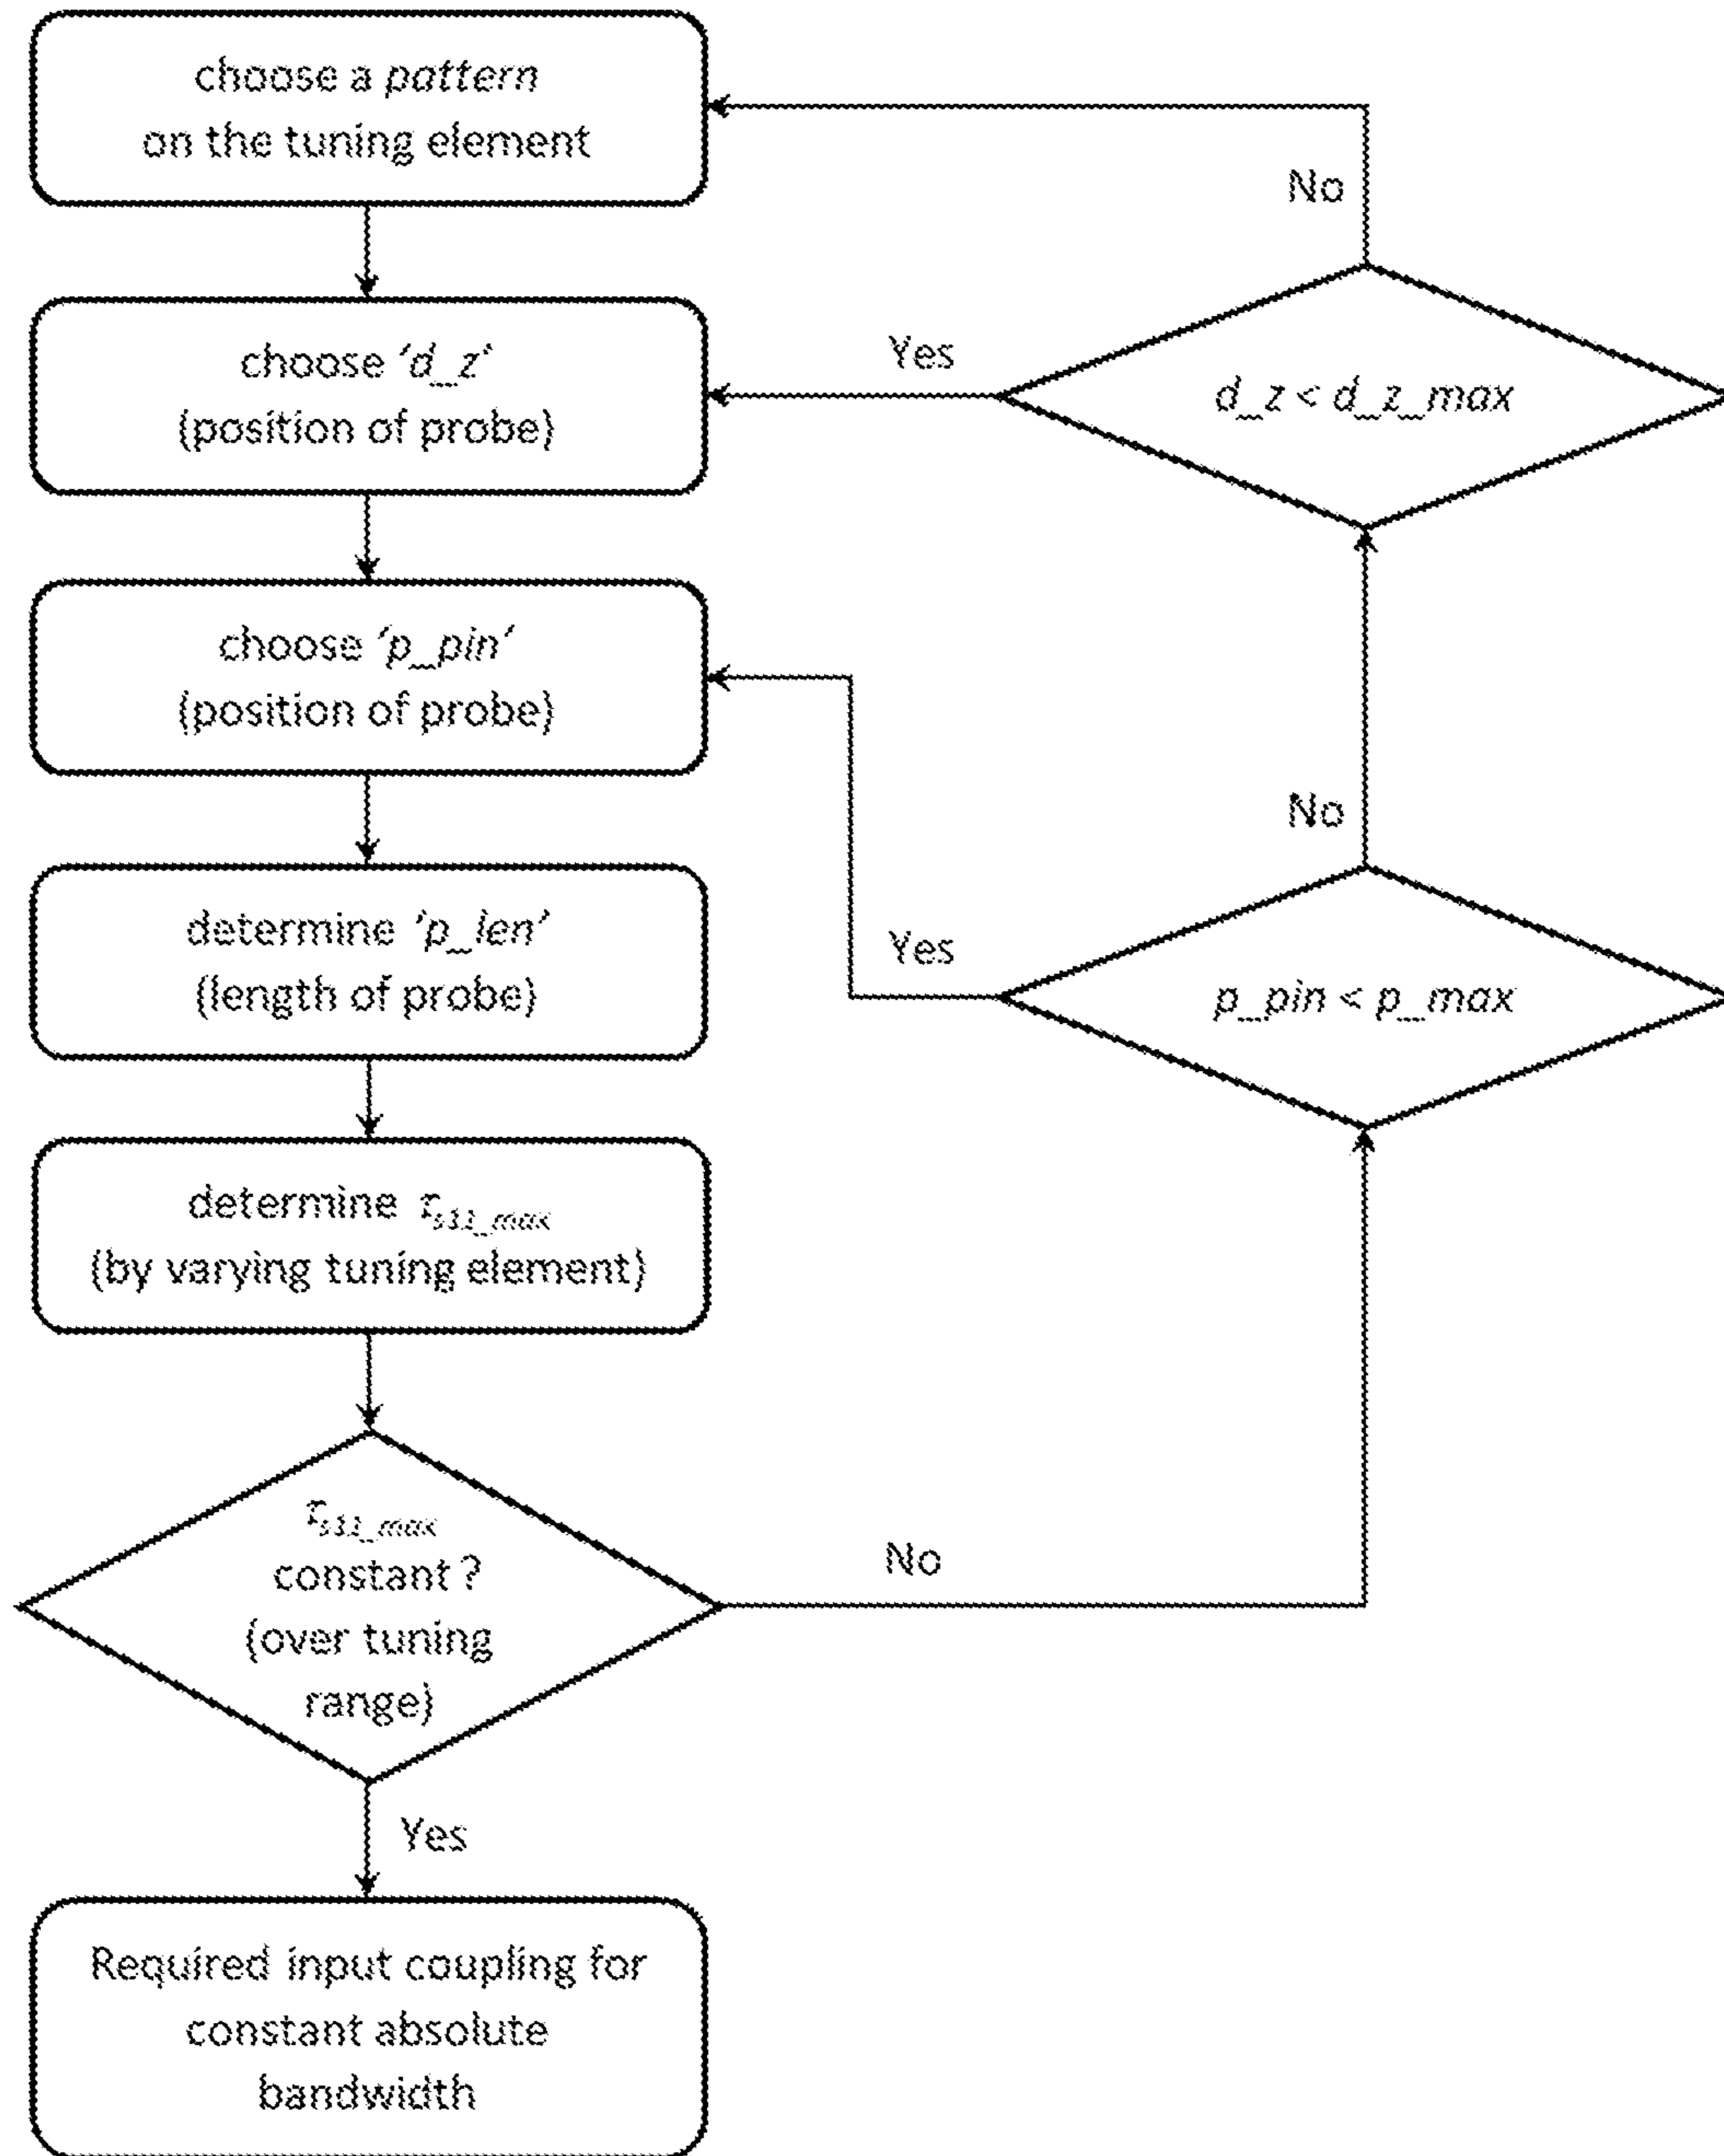 choose a pattern
on the tuning element
No
choose 'd_z'
(position of probe)
Yes
d_z < d_z_max
choose 'p_pin'
(position of probe)
No
determine 'p_len'
(length of probe)
Yes
p_pin < p_max
determine τs11_max
(by varying tuning element)
τs11_max
constant ?
(over tuning
range)
No
Yes
Required input coupling for
constant absolute
bandwidth